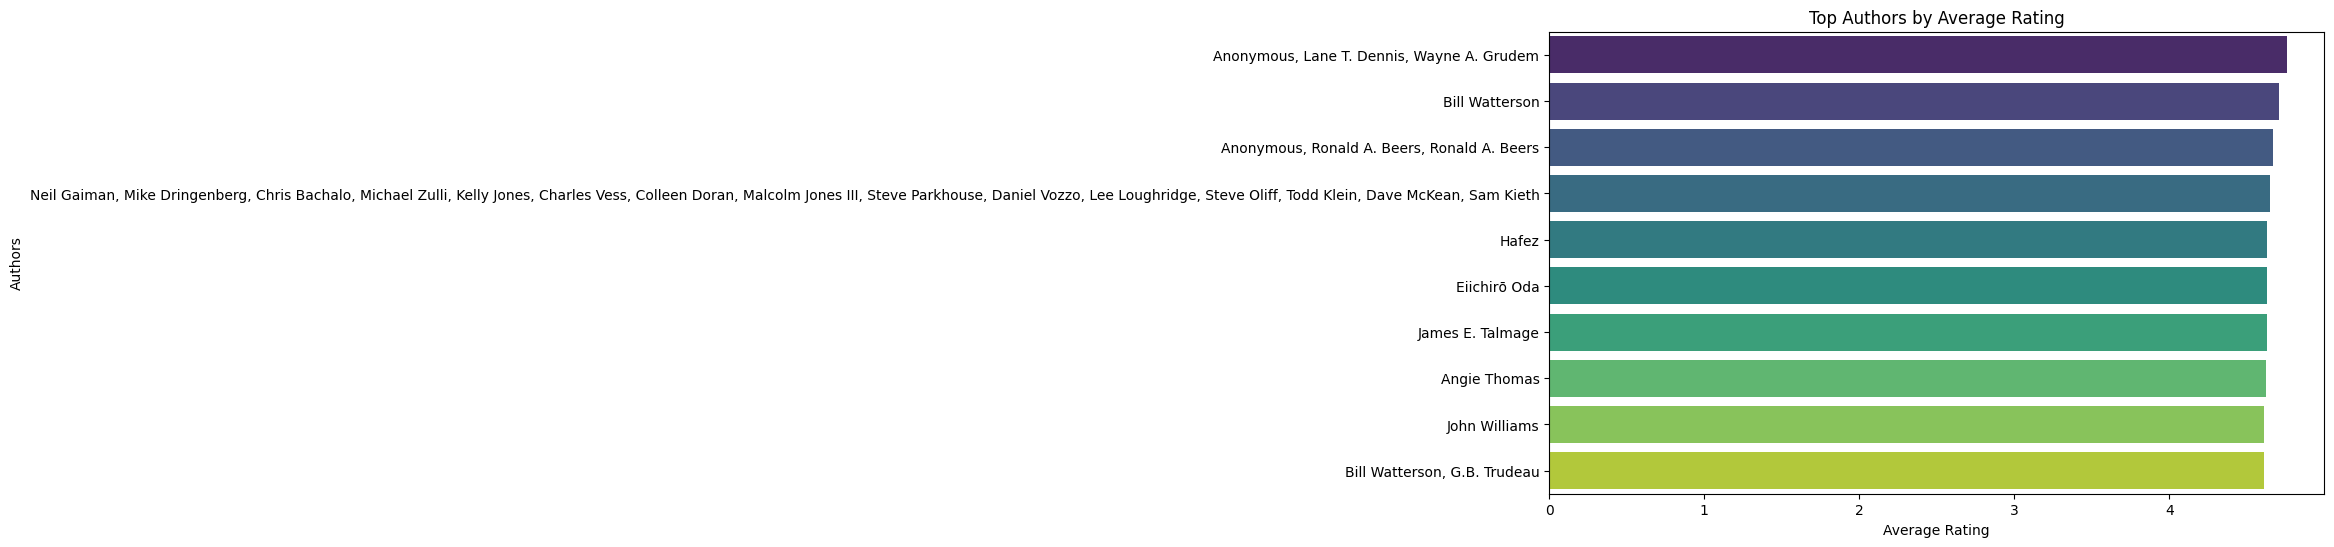 Top Authors by Average Rating
Authors
Anonymous, Lane T. Dennis, Wayne A. Grudem
Bill Watterson
Anonymous, Ronald A. Beers, Ronald A. Beers
Neil Gaiman, Mike Dringenberg, Chris Bachalo, Michael Zulli, Kelly Jones, Charles Vess, Colleen Doran, Malcolm Jones III, Steve Parkhouse, Daniel Vozzo, Lee Loughridge, Steve Oliff, Todd Klein, Dave McKean, Sam Kieth
Hafez
Eiichirō Oda
James E. Talmage
Angie Thomas
John Williams
Bill Watterson, G.B. Trudeau
0 1 2 3 4
Average Rating